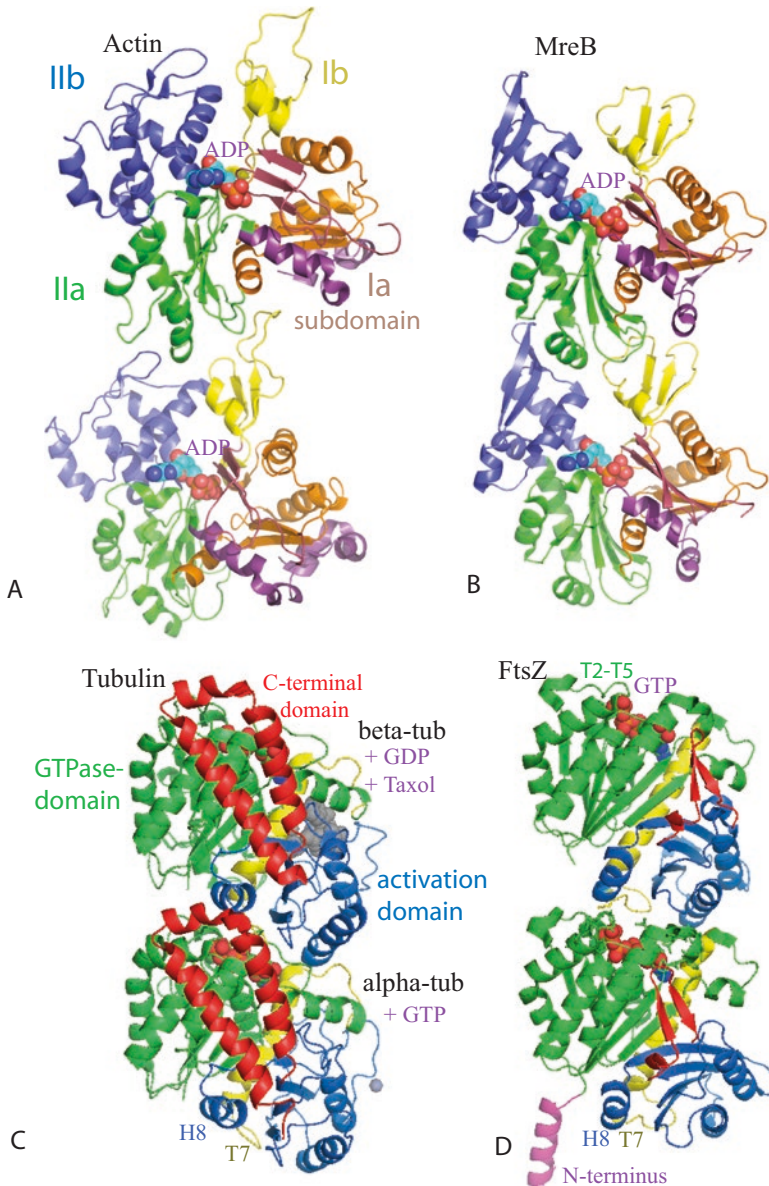 Actin
IIb
Ib
ADP
IIa
Ia
subdomain
ADP
A
MreB
ADP
B
Tubulin
C-terminal
domain
beta-tub
+ GDP
+ Taxol
GTPase-
domain
activation
domain
alpha-tub
+ GTP
H8
T7
C
FtsZ
T2-T5
GTP
H8
T7
D
N-terminus